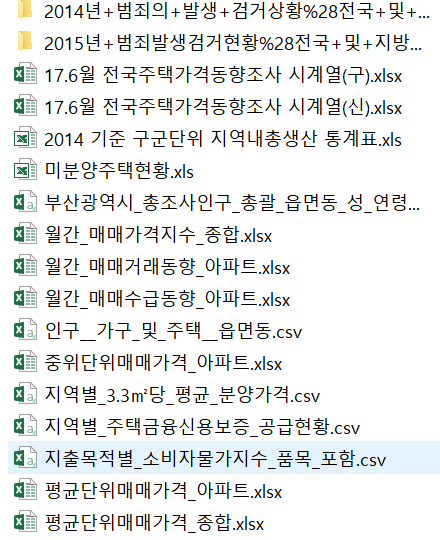 2014년+범죄의+발생+검거상황%28전국+및+...
2015년+범죄발생검거현황%28전국+및+지방...
17.6월 전국주택가격동향조사 시계열(구).xlsx
17.6월 전국주택가격동향조사 시계열(신).xlsx
2014 기준 구군단위 지역내총생산 통계표.xls
미분양주택현황.xls
부산광역시_총조사인구_총괄_읍면동_성_연령...
월간_매매가격지수_종합.xlsx
월간_매매거래동향_아파트.xlsx
월간_매매수급동향_아파트.xlsx
인구__가구_및_주택__읍면동.csv
중위단위매매가격_아파트.xlsx
지역별_3.3㎡당_평균_분양가격.csv
지역별_주택금융신용보증_공급현황.csv
지출목적별_소비자물가지수_품목_포함.csv
평균단위매매가격_아파트.xlsx
평균단위매매가격_종합.xlsx